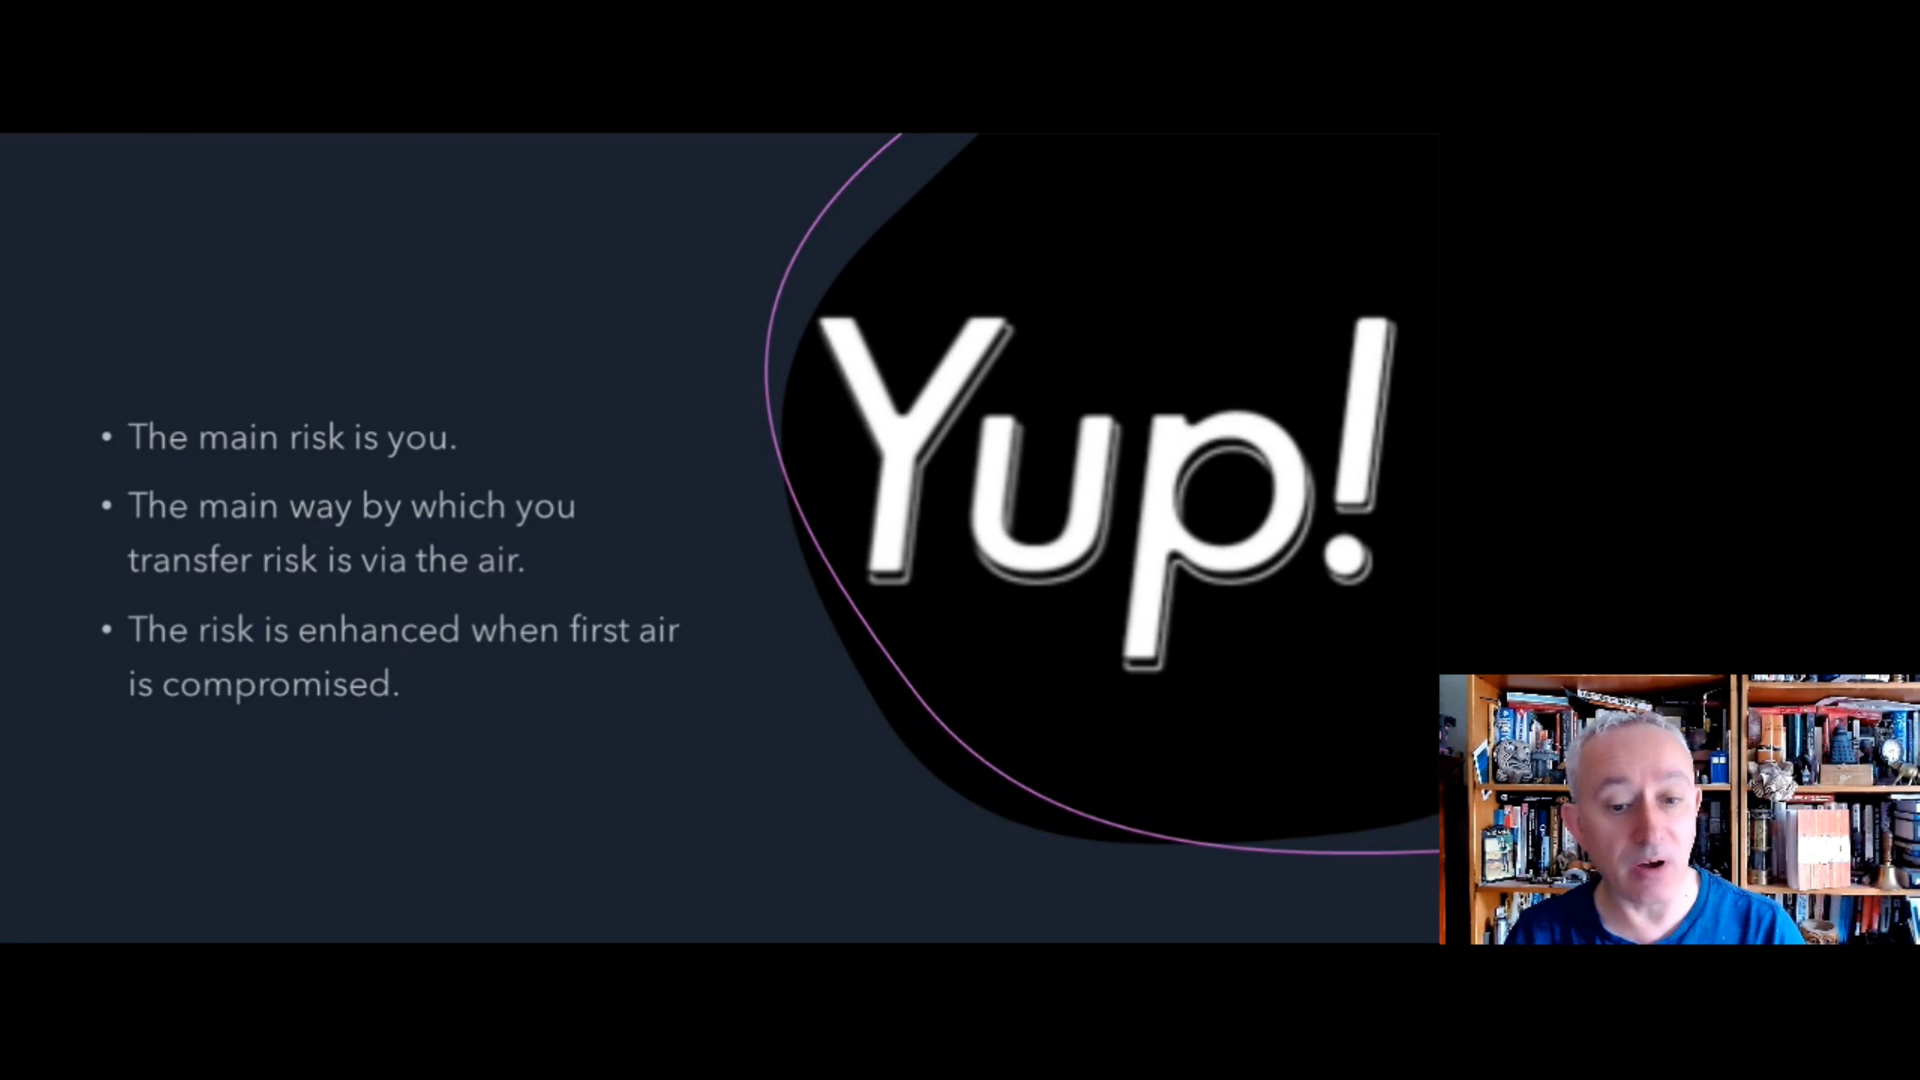 • The main risk is you.
• The main way by which you
transfer risk is via the air.
• The risk is enhanced when first air
is compromised.
Yup!